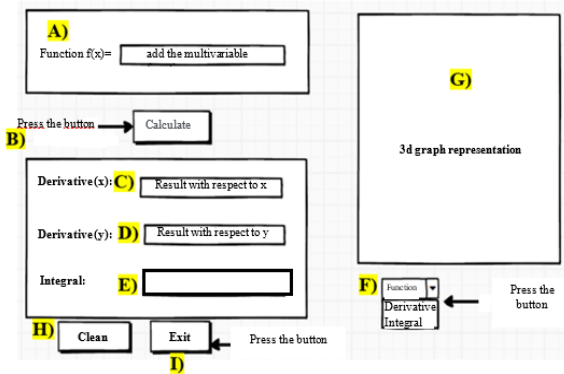 A)
Function f(x)= add the multivariable
Press the button Calculate
B)
Derivative(x): C) Result with respect to x
Derivative(y): D) Result with respect to y
Integral: E)
H) Clean Exit Press the button
I)
G)
3d graph representation
F) Function
Derivative
Integral
Press the
button